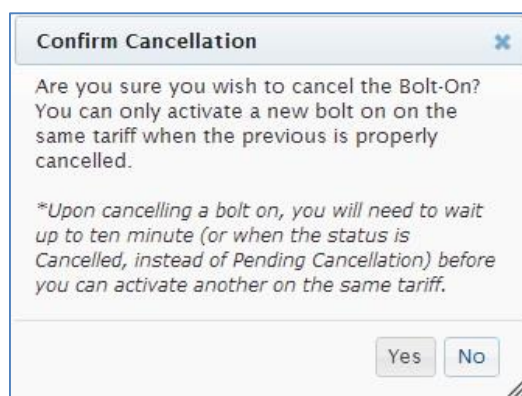 Confirm Cancellation
Are you sure you wish to cancel the Bolt-On?
You can only activate a new bolt on on the
same tariff when the previous is properly
cancelled.
*Upon cancelling a bolt on, you will need to wait
up to ten minute (or when the status is
Cancelled, instead of Pending Cancellation) before
you can activate another on the same tariff.
Yes No